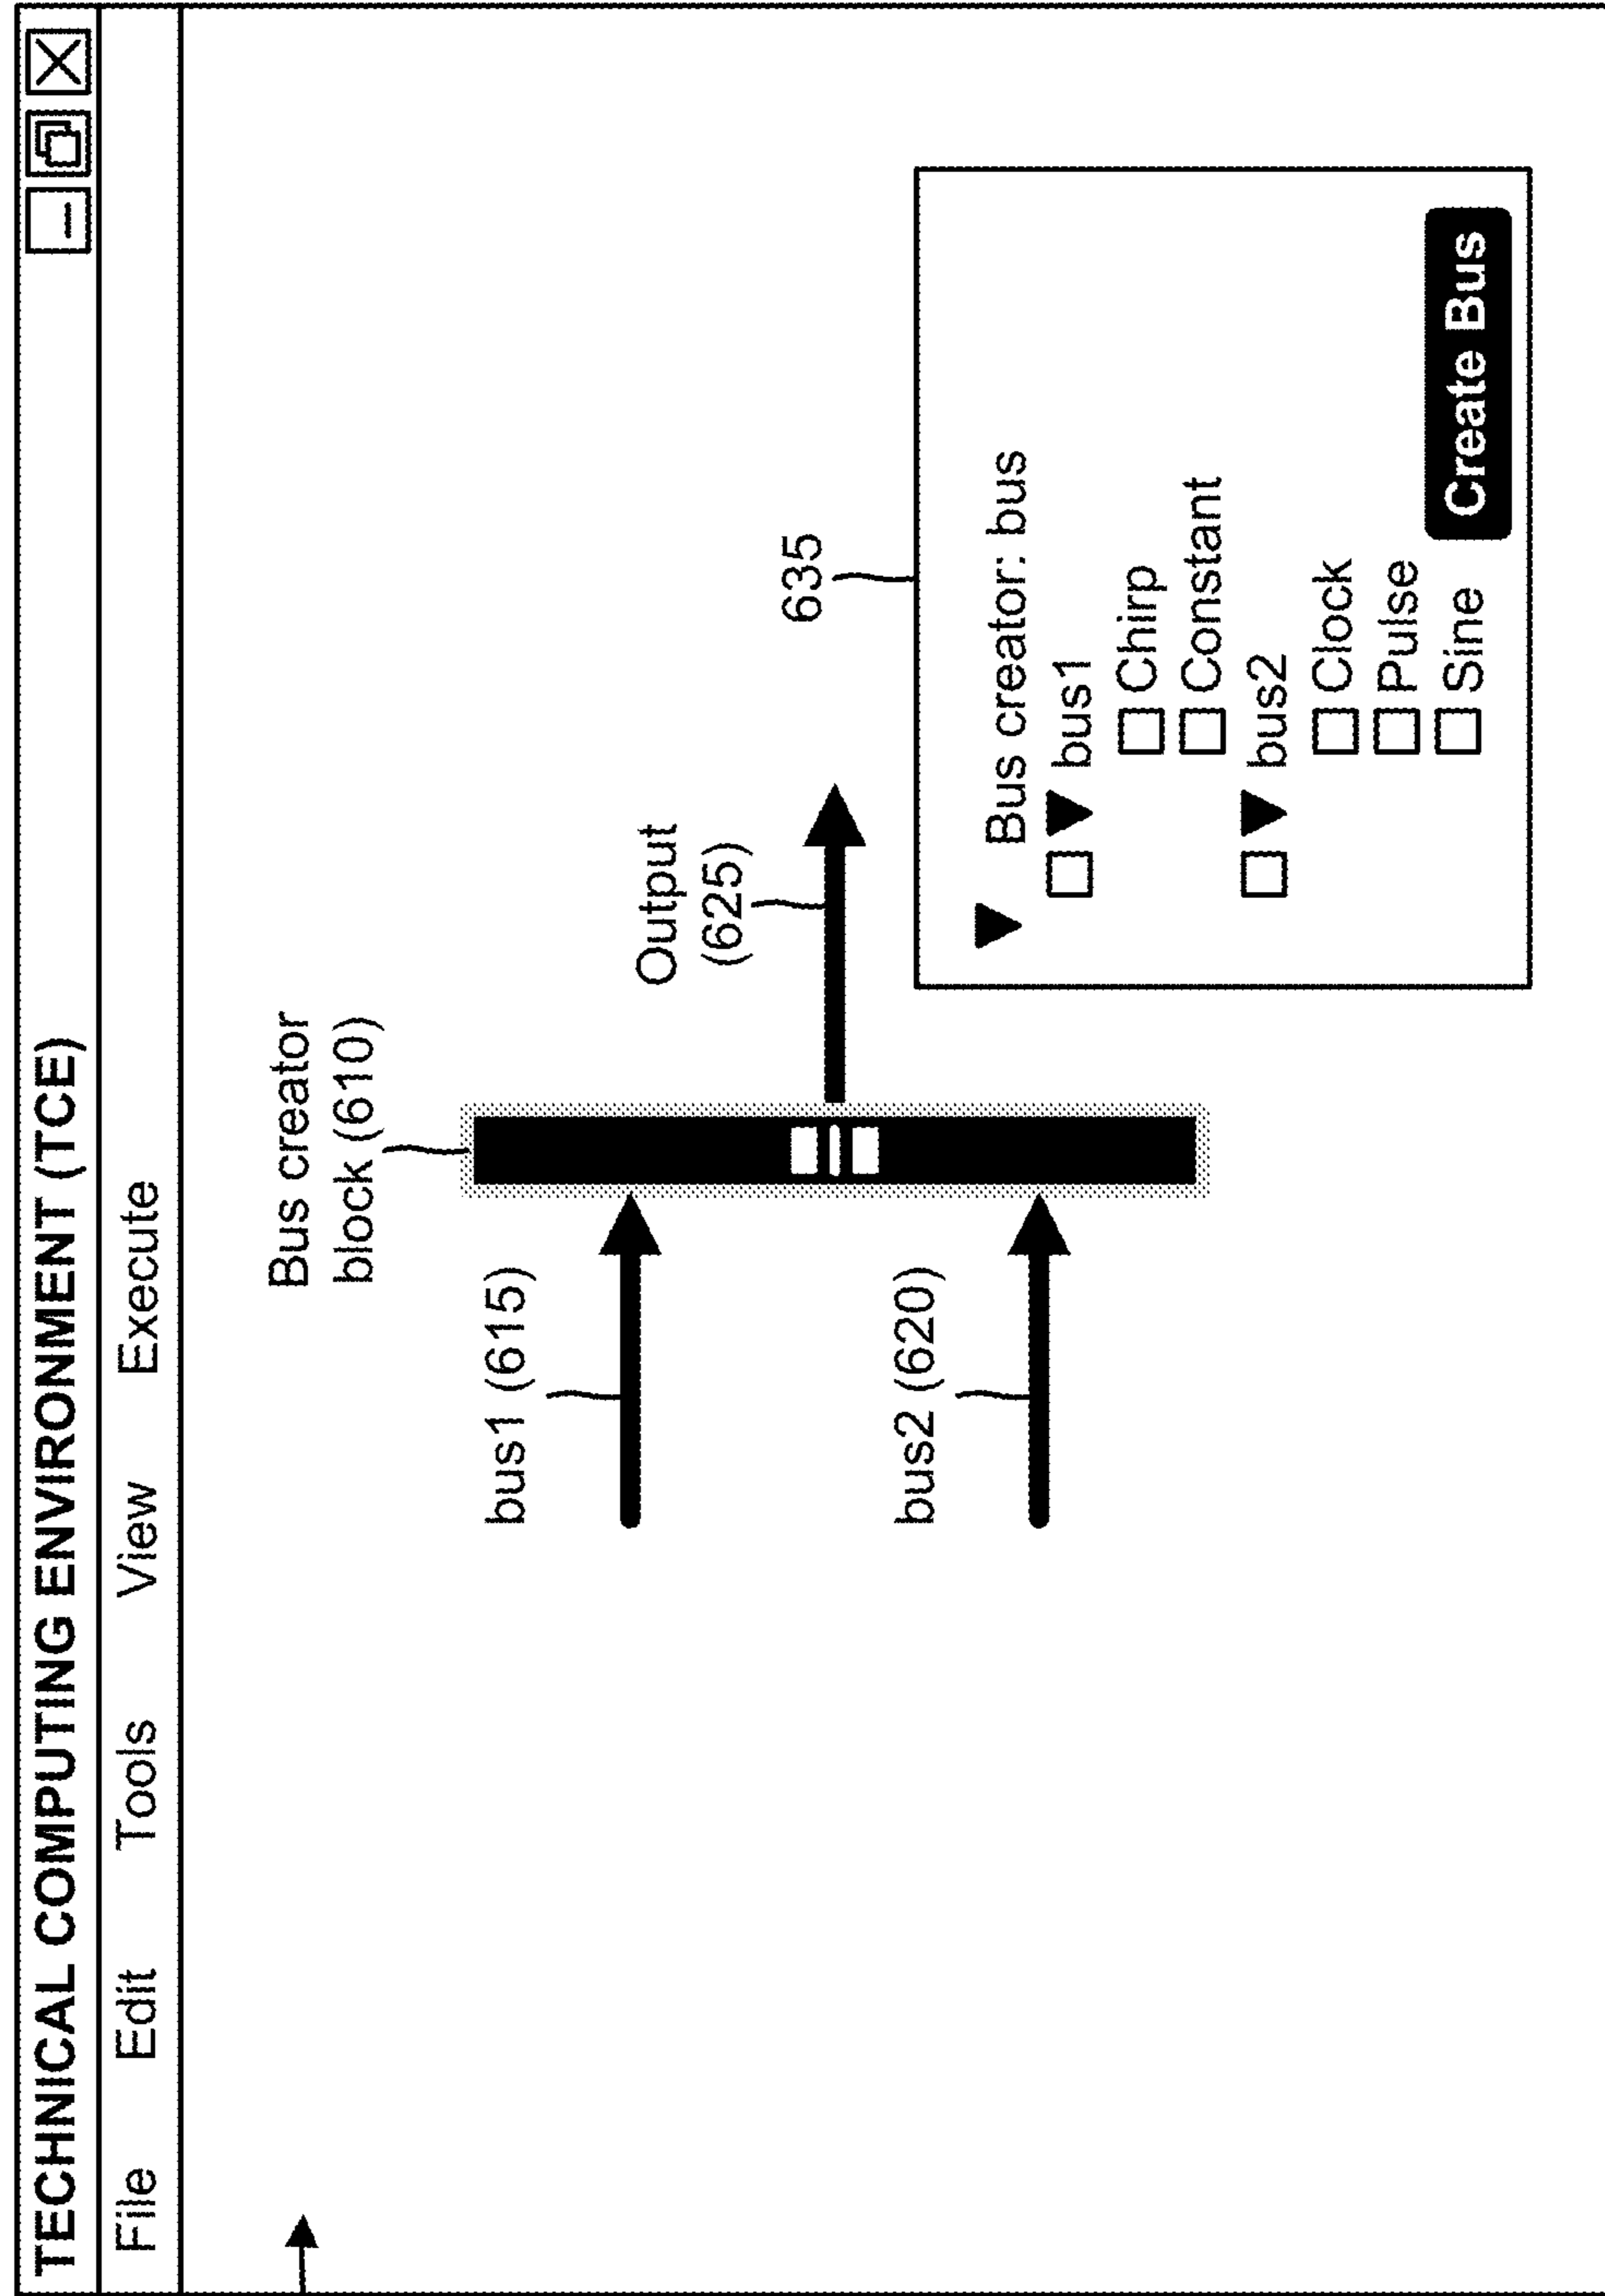 TECHNICAL COMPUTING ENVIRONMENT (TCE)
File Edit Tools View Execute
Bus creator
block (610)
bus1 (615)
Output
(625)
bus2 (620)
635
Bus creator: bus
bus1
Chirp
Constant
bus2
Clock
Pulse
Sine
Create Bus